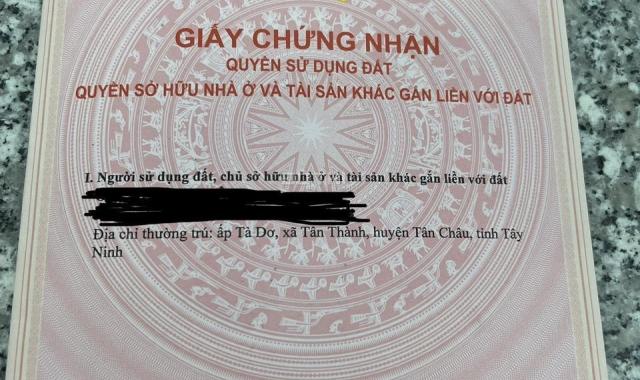 GIẤY CHỨNG NHẬN
QUYỀN SỬ DỤNG ĐẤT
QUYỀN SỞ HỮU NHÀ Ở VÀ TÀI SẢN KHÁC GẮN LIỀN VỚI ĐẤT
I. Người sử dụng đất, chủ sở hữu nhà ở và tài sản khác gắn liền với đất
Địa chỉ thường trú: ấp Tà Dơ, xã Tân Thành, huyện Tân Châu, tỉnh Tây
Ninh